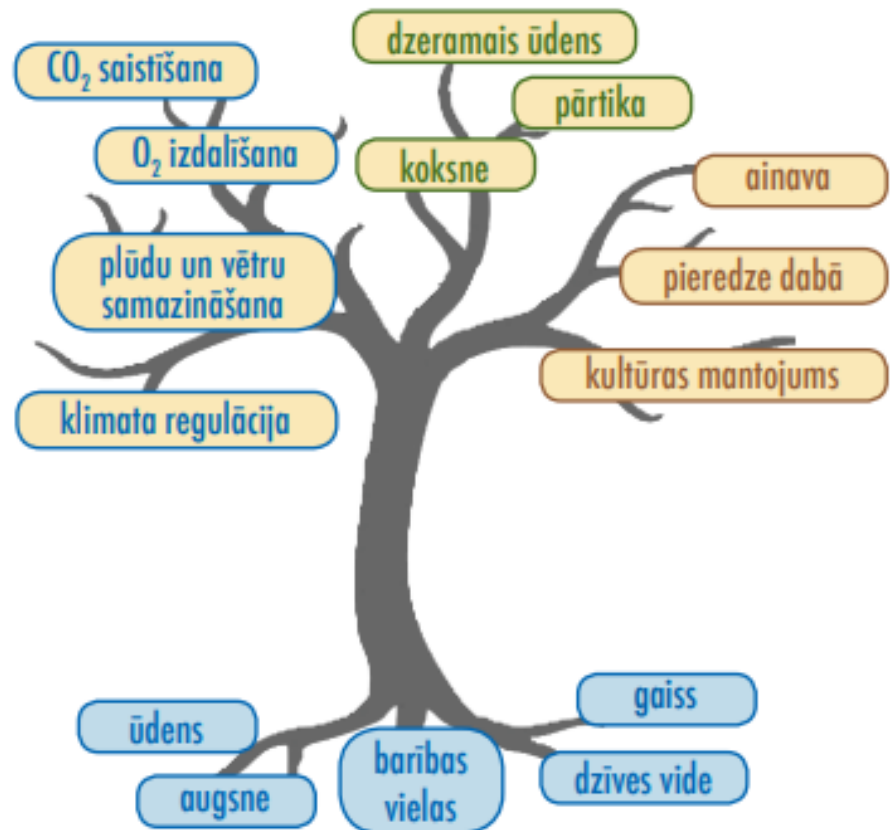 dzeramais ūdens
CO₂ saistīšana
pārtika
O₂ izdalīšana
koksne
ainava
plūdu un vētru
samazināšana
pieredze dabā
kultūras mantojums
klimata regulācija
gaiss
ūdens
barības
vielas
dzīves vide
augsne